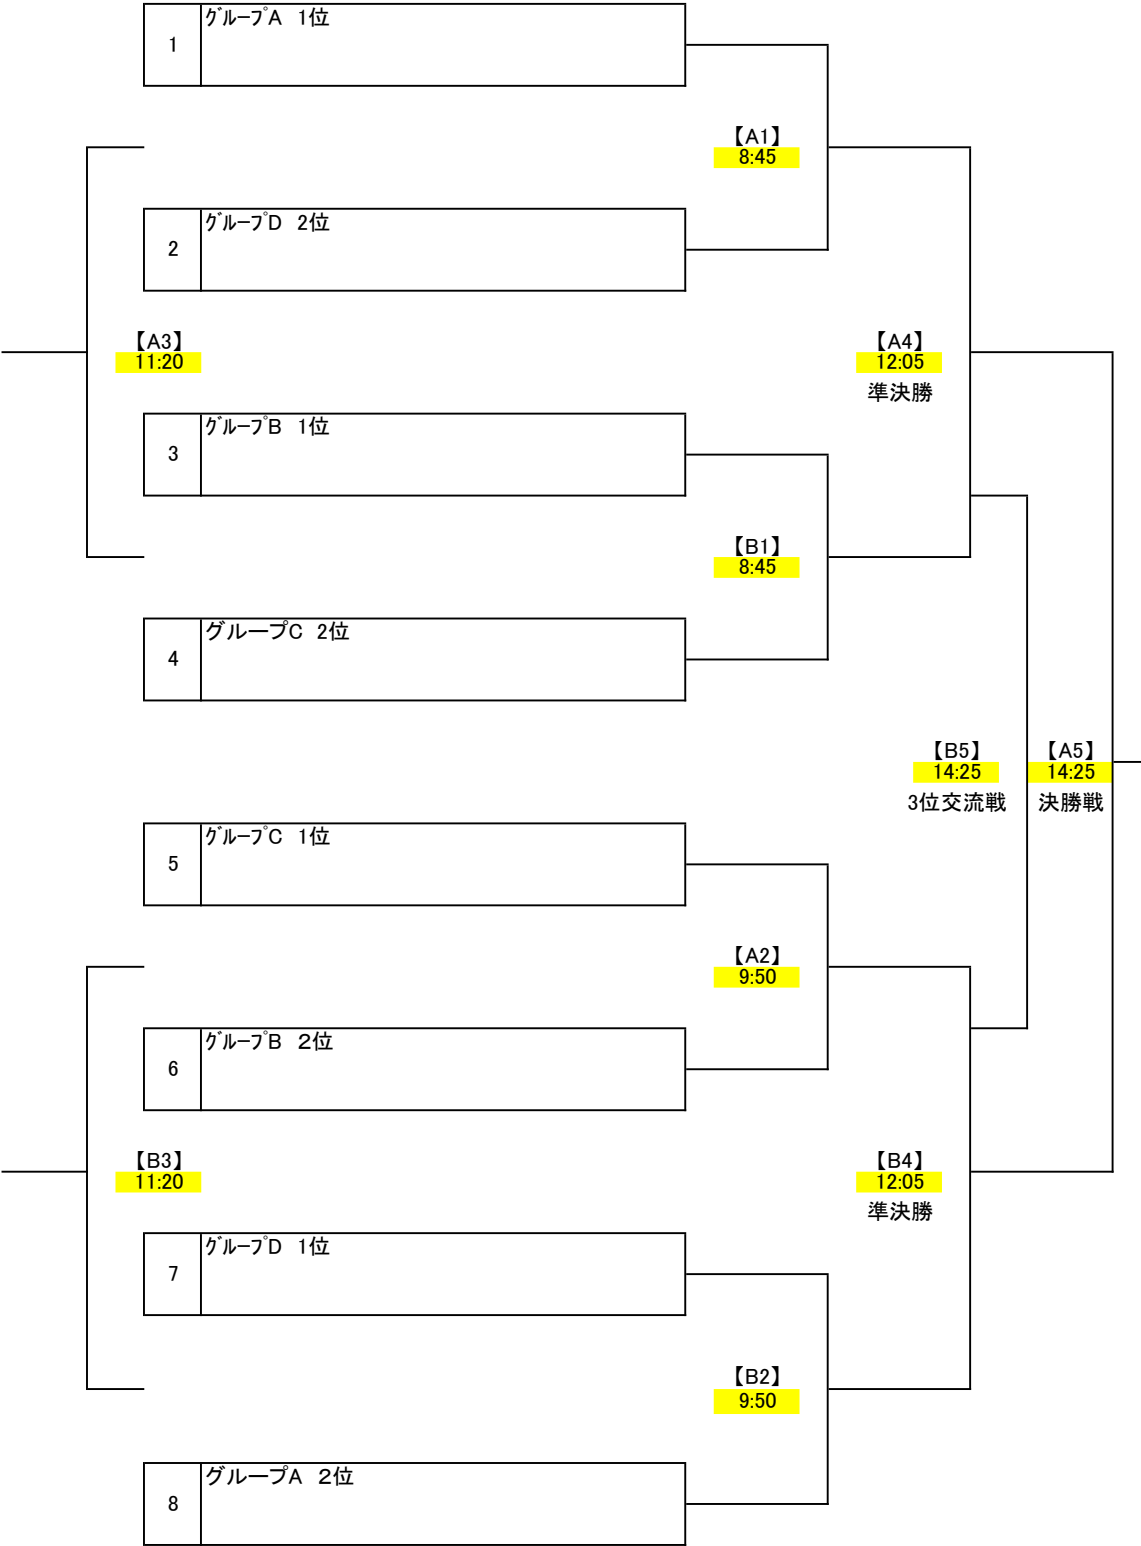 ｸﾞﾙｰﾌﾟA　1位
1
【A1】
8:45
ｸﾞﾙｰﾌﾟD　2位
2
【A3】
11:20
【A4】
12:05
準決勝
ｸﾞﾙｰﾌﾟB　1位
3
【B1】
8:45
グループC　2位
4
【B5】
14:25
3位交流戦
【A5】
14:25
決勝戦
ｸﾞﾙｰﾌﾟC　1位
5
【A2】
9:50
ｸﾞﾙｰﾌﾟB　２位
6
【B3】
11:20
【B4】
12:05
準決勝
ｸﾞﾙｰﾌﾟD　1位
7
【B2】
9:50
グループA　２位
8